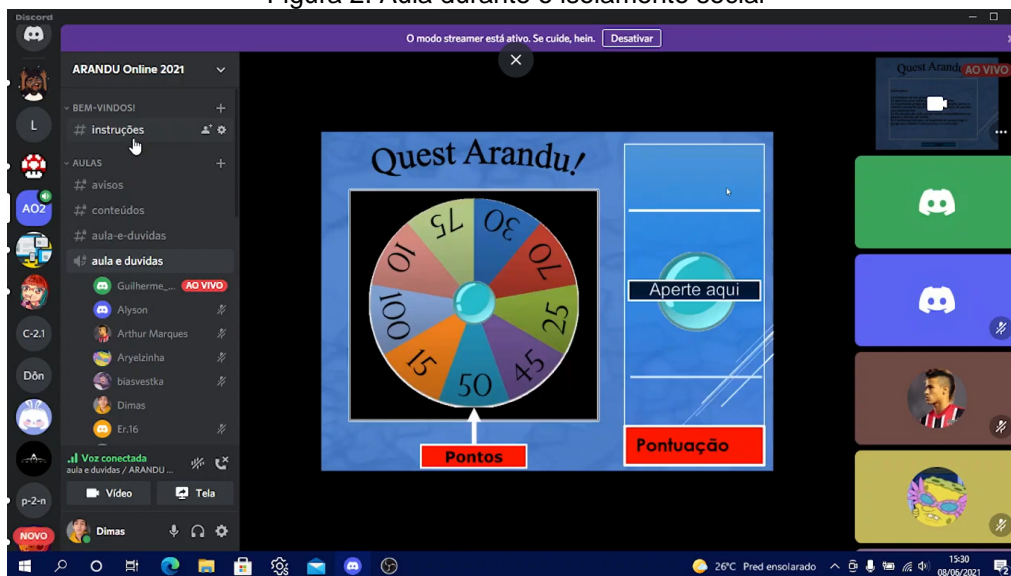 Figura 2: Aula durante o isolamento social
Discord
O modo streamer está ativo. Se cuide, hein. Desativar
ARANDU Online 2021
BEM-VINDOS!
instruções
AULAS
avisos
conteúdos
aula-e-duvidas
aula e duvidas
Guilherme_... AO VIVO
Alyson
Arthur Marques
Aryelzinha
biasvestka
Dimas
Er.16
Voz conectada
aula e duvidas / ARANDU ...
Vídeo Tela
Dimas
L
AO2
C-2.1
Dôn
p-2-n
NOVO
Quest Arandu!
75 30
10 70
100 25
15 45
50
Pontos
Aperte aqui
Pontuação
Quest Arandu AO VIVO
26°C Pred ensolarado
15:30
08/06/2021
2